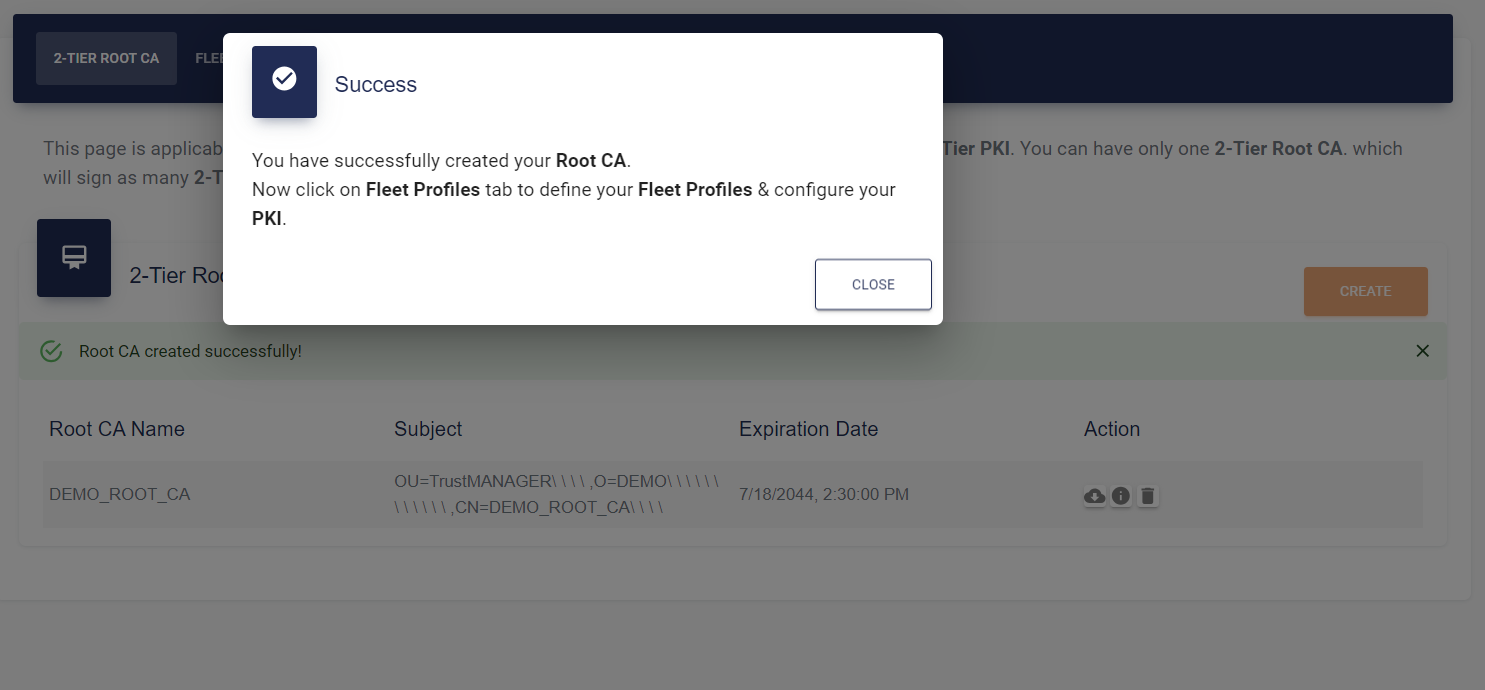 2-TIER ROOT CA FLEE
Success
You have successfully created your Root CA.
Now click on Fleet Profiles tab to define your Fleet Profiles & configure your
PKI.
CLOSE
This page is applicab Tier PKI. You can have only one 2-Tier Root CA. which
will sign as many 2-T
2-Tier Roo
CREATE
Root CA created successfully!
Root CA Name Subject Expiration Date Action
DEMO_ROOT_CA
OU=TrustMANAGER\ \ \ \ ,O=DEMO\ \ \ \ \ \
\ \ \ \ \ \ ,CN=DEMO_ROOT_CA\ \ \ \
7/18/2044, 2:30:00 PM